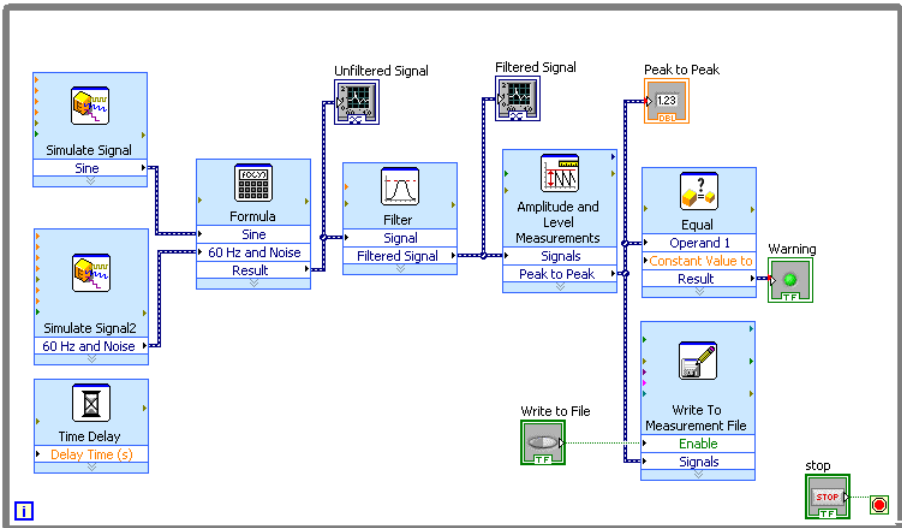 Unfiltered Signal
Filtered Signal
Peak to Peak
1.23
DBL
Simulate Signal
Sine
f(x,y)
Formula
Sine
60 Hz and Noise
Result
Filter
Signal
Filtered Signal
Amplitude and
Level
Measurements
Signals
Peak to Peak
?
=
Equal
Operand 1
Constant Value to
Result
Warning
TF
Simulate Signal2
60 Hz and Noise
Time Delay
Delay Time (s)
Write to File
TF
Write To
Measurement File
Enable
Signals
stop
STOP
TF
i